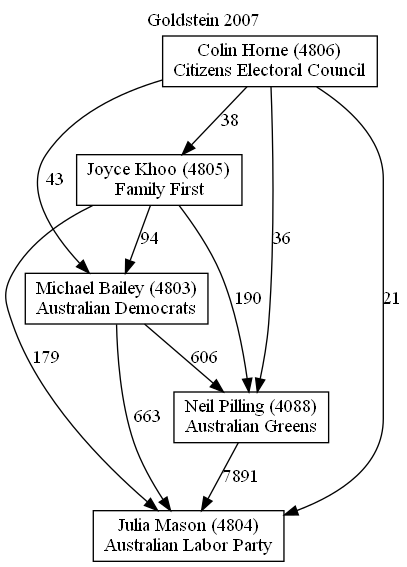 Goldstein 2007
Colin Horne (4806)
Citizens Electoral Council
38
Joyce Khoo (4805)
Family First
43
94
36
Michael Bailey (4803)
Australian Democrats
190
21
179
606
663
Neil Pilling (4088)
Australian Greens
7891
Julia Mason (4804)
Australian Labor Party